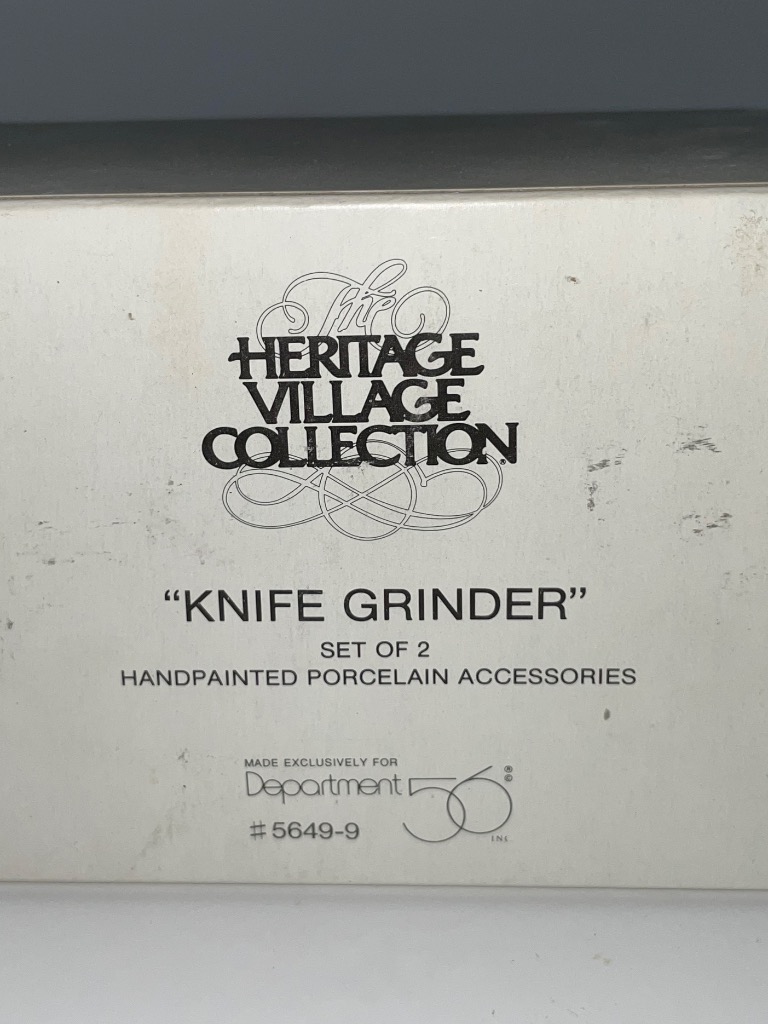 The
HERITAGE
VILLAGE
COLLECTION®
“KNIFE GRINDER”
SET OF 2
HANDPAINTED PORCELAIN ACCESSORIES
MADE EXCLUSIVELY FOR
Department 56 ® © INC.
#5649-9